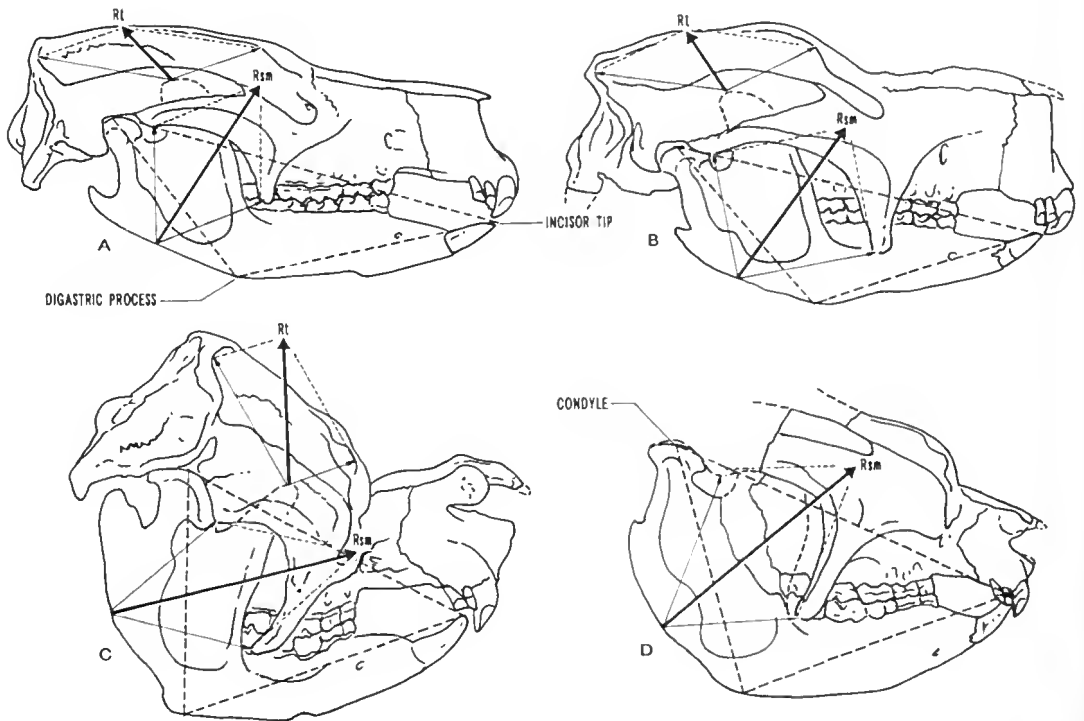 Rt
Rsm
A
INCISOR TIP
DIGASTRIC PROCESS
Rt
Rsm
B
Rt
Rsm
C
CONDYLE
Rsm
D